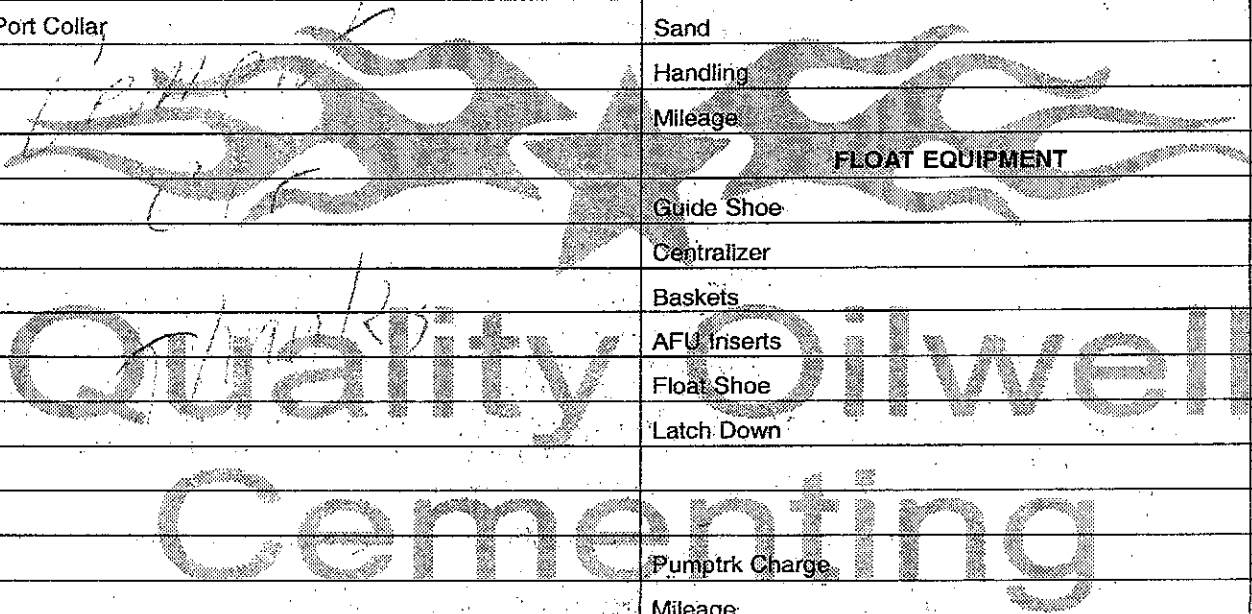 Port Collar
Sand
Handling
Mileage
FLOAT EQUIPMENT
Guide Shoe
Centralizer
Baskets
AFU Inserts
Float Shoe
Latch Down
Quality Oilwell
Cementing
Thanks
Pumptrk Charge
Mileage